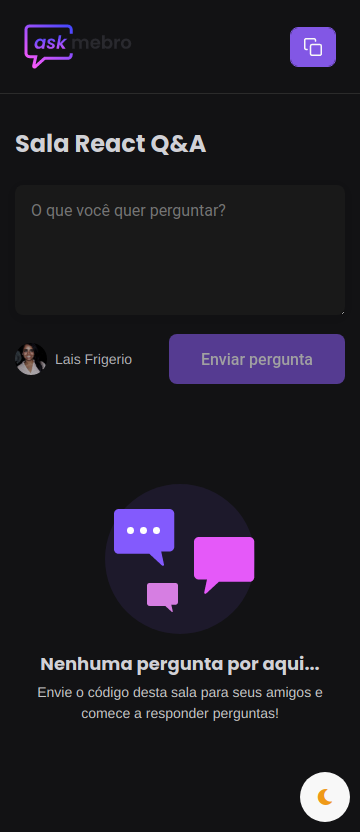 ask mebro
Sala React Q&A
O que você quer perguntar?
Lais Frigerio
Enviar pergunta
Nenhuma pergunta por aqui...
Envie o código desta sala para seus amigos e
comece a responder perguntas!